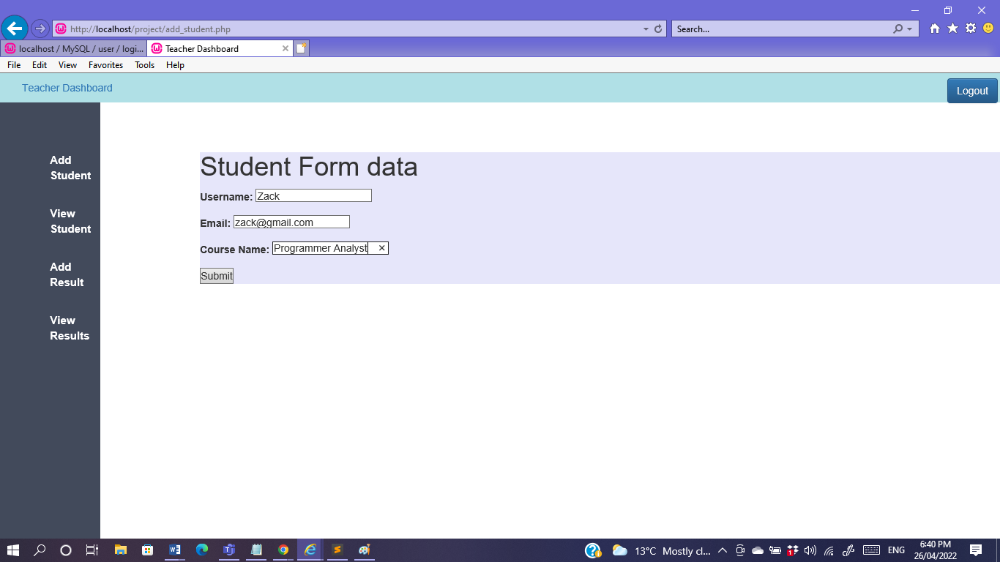 http://localhost/project/add_student.php
Search...
localhost / MySQL / user / logi...
Teacher Dashboard
File Edit View Favorites Tools Help
Teacher Dashboard
Logout
Add
Student
View
Student
Add
Result
View
Results
Student Form data
Username: Zack
Email: zack@gmail.com
Course Name: Programmer Analyst
Submit
13°C Mostly cl...
ENG
6:40 PM
26/04/2022